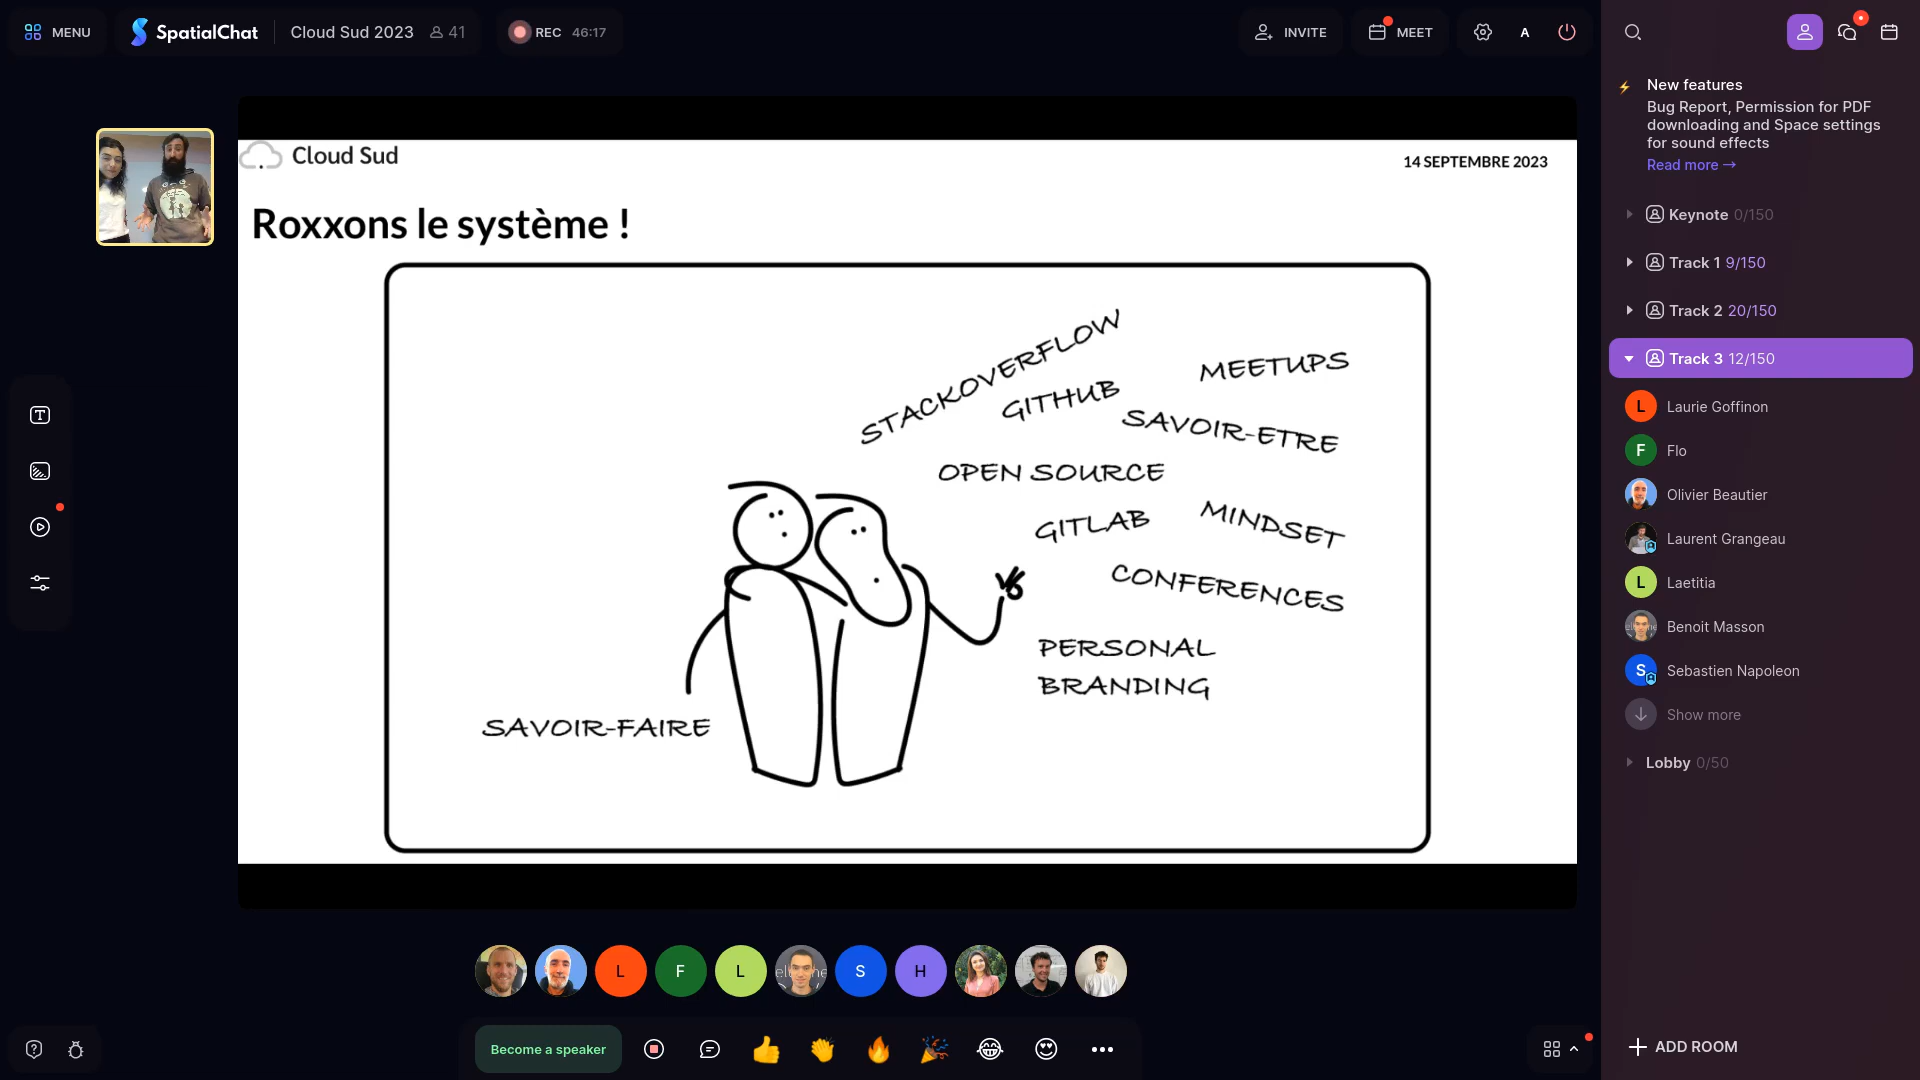 MENU
SpatialChat
Cloud Sud 2023
41
REC 46:17
INVITE
MEET
A
Cloud Sud
14 SEPTEMBRE 2023
Roxxons le système !
STACKOVERFLOW
MEETUPS
GITHUB
SAVOIR-ETRE
OPEN SOURCE
GITLAB
MINDSET
CONFERENCES
PERSONAL
BRANDING
SAVOIR-FAIRE
L
F
L
S
H
Become a speaker
New features
Bug Report, Permission for PDF
downloading and Space settings
for sound effects
Read more →
Keynote 0/150
Track 1 9/150
Track 2 20/150
Track 3 12/150
L Laurie Goffinon
F Flo
Olivier Beautier
Laurent Grangeau
L Laetitia
Benoit Masson
S Sebastien Napoleon
Show more
Lobby 0/50
ADD ROOM